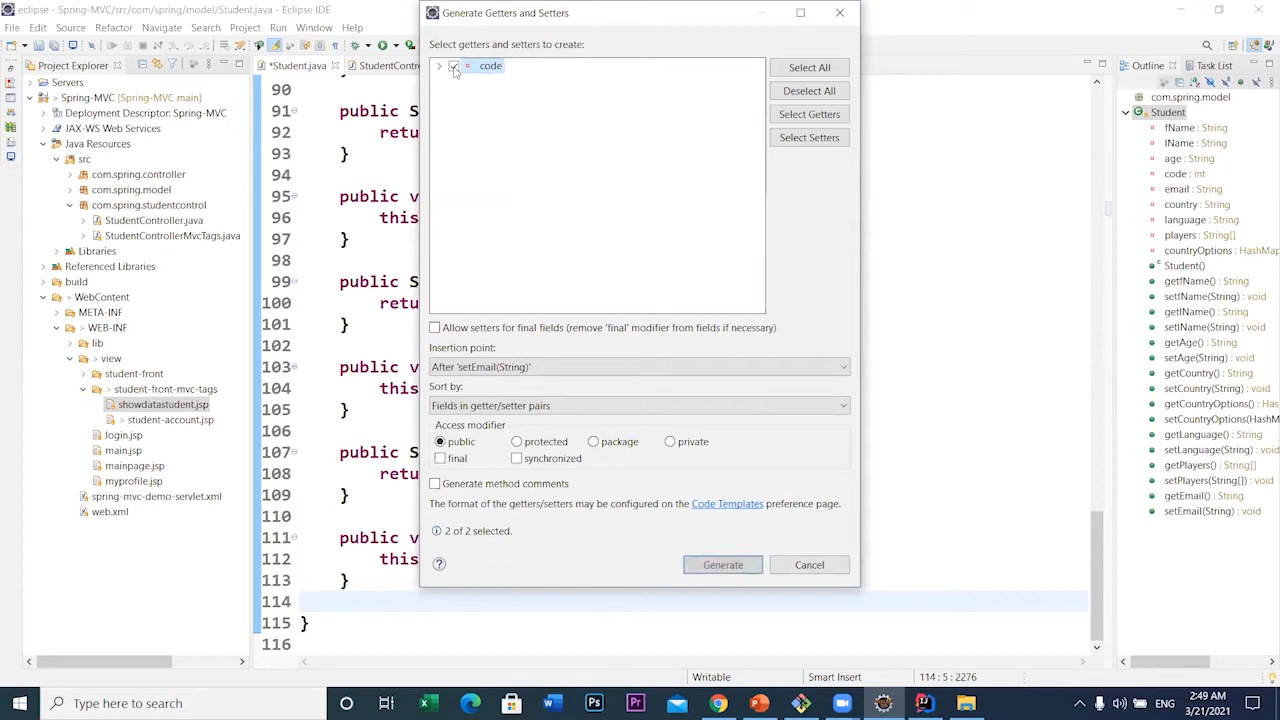 eclipse - Spring-MVC/src/com/spring/model/Student.java - Eclipse IDE
File Edit Source Refactor Navigate Search Project Run Window Help
Project Explorer
Servers
Spring-MVC [Spring-MVC main]
Deployment Descriptor: Spring-MVC
JAX-WS Web Services
Java Resources
src
com.spring.controller
com.spring.model
com.spring.studentcontrol
StudentController.java
StudentControllerMvcTags.java
Libraries
Referenced Libraries
build
WebContent
META-INF
WEB-INF
lib
view
student-front
student-front-mvc-tags
showdatastudent.jsp
student-account.jsp
login.jsp
main.jsp
mainpage.jsp
myprofile.jsp
spring-mvc-demo-servlet.xml
web.xml
*Student.java
StudentContr
90
91 public S
92 retu
93 }
94
95 public v
96 this
97 }
98
99 public S
100 retu
101 }
102
103 public v
104 this
105 }
106
107 public S
108 retu
109 }
110
111 public v
112 this
113 }
114
115 }
116
Generate Getters and Setters
Select getters and setters to create:
code
Select All
Deselect All
Select Getters
Select Setters
Allow setters for final fields (remove 'final' modifier from fields if necessary)
Insertion point:
After 'setEmail(String)'
Sort by:
Fields in getter/setter pairs
Access modifier
public protected package private
final synchronized
Generate method comments
The format of the getters/setters may be configured on the Code Templates preference page.
2 of 2 selected.
Generate Cancel
Outline Task List
com.spring.model
Student
fName : String
lName : String
age : String
code : int
email : String
country : String
language : String
players : String[]
countryOptions : HashMap
Student()
getfName() : String
setfName(String) : void
getlName() : String
setlName(String) : void
getAge() : String
setAge(String) : void
getCountry() : String
setCountry(String) : void
getCountryOptions() : Has
setCountryOptions(HashM
getLanguage() : String
setLanguage(String) : void
getPlayers() : String[]
setPlayers(String[]) : void
getEmail() : String
setEmail(String) : void
Writable Smart Insert 114 : 5 : 2276
Type here to search
2:49 AM
3/21/2021